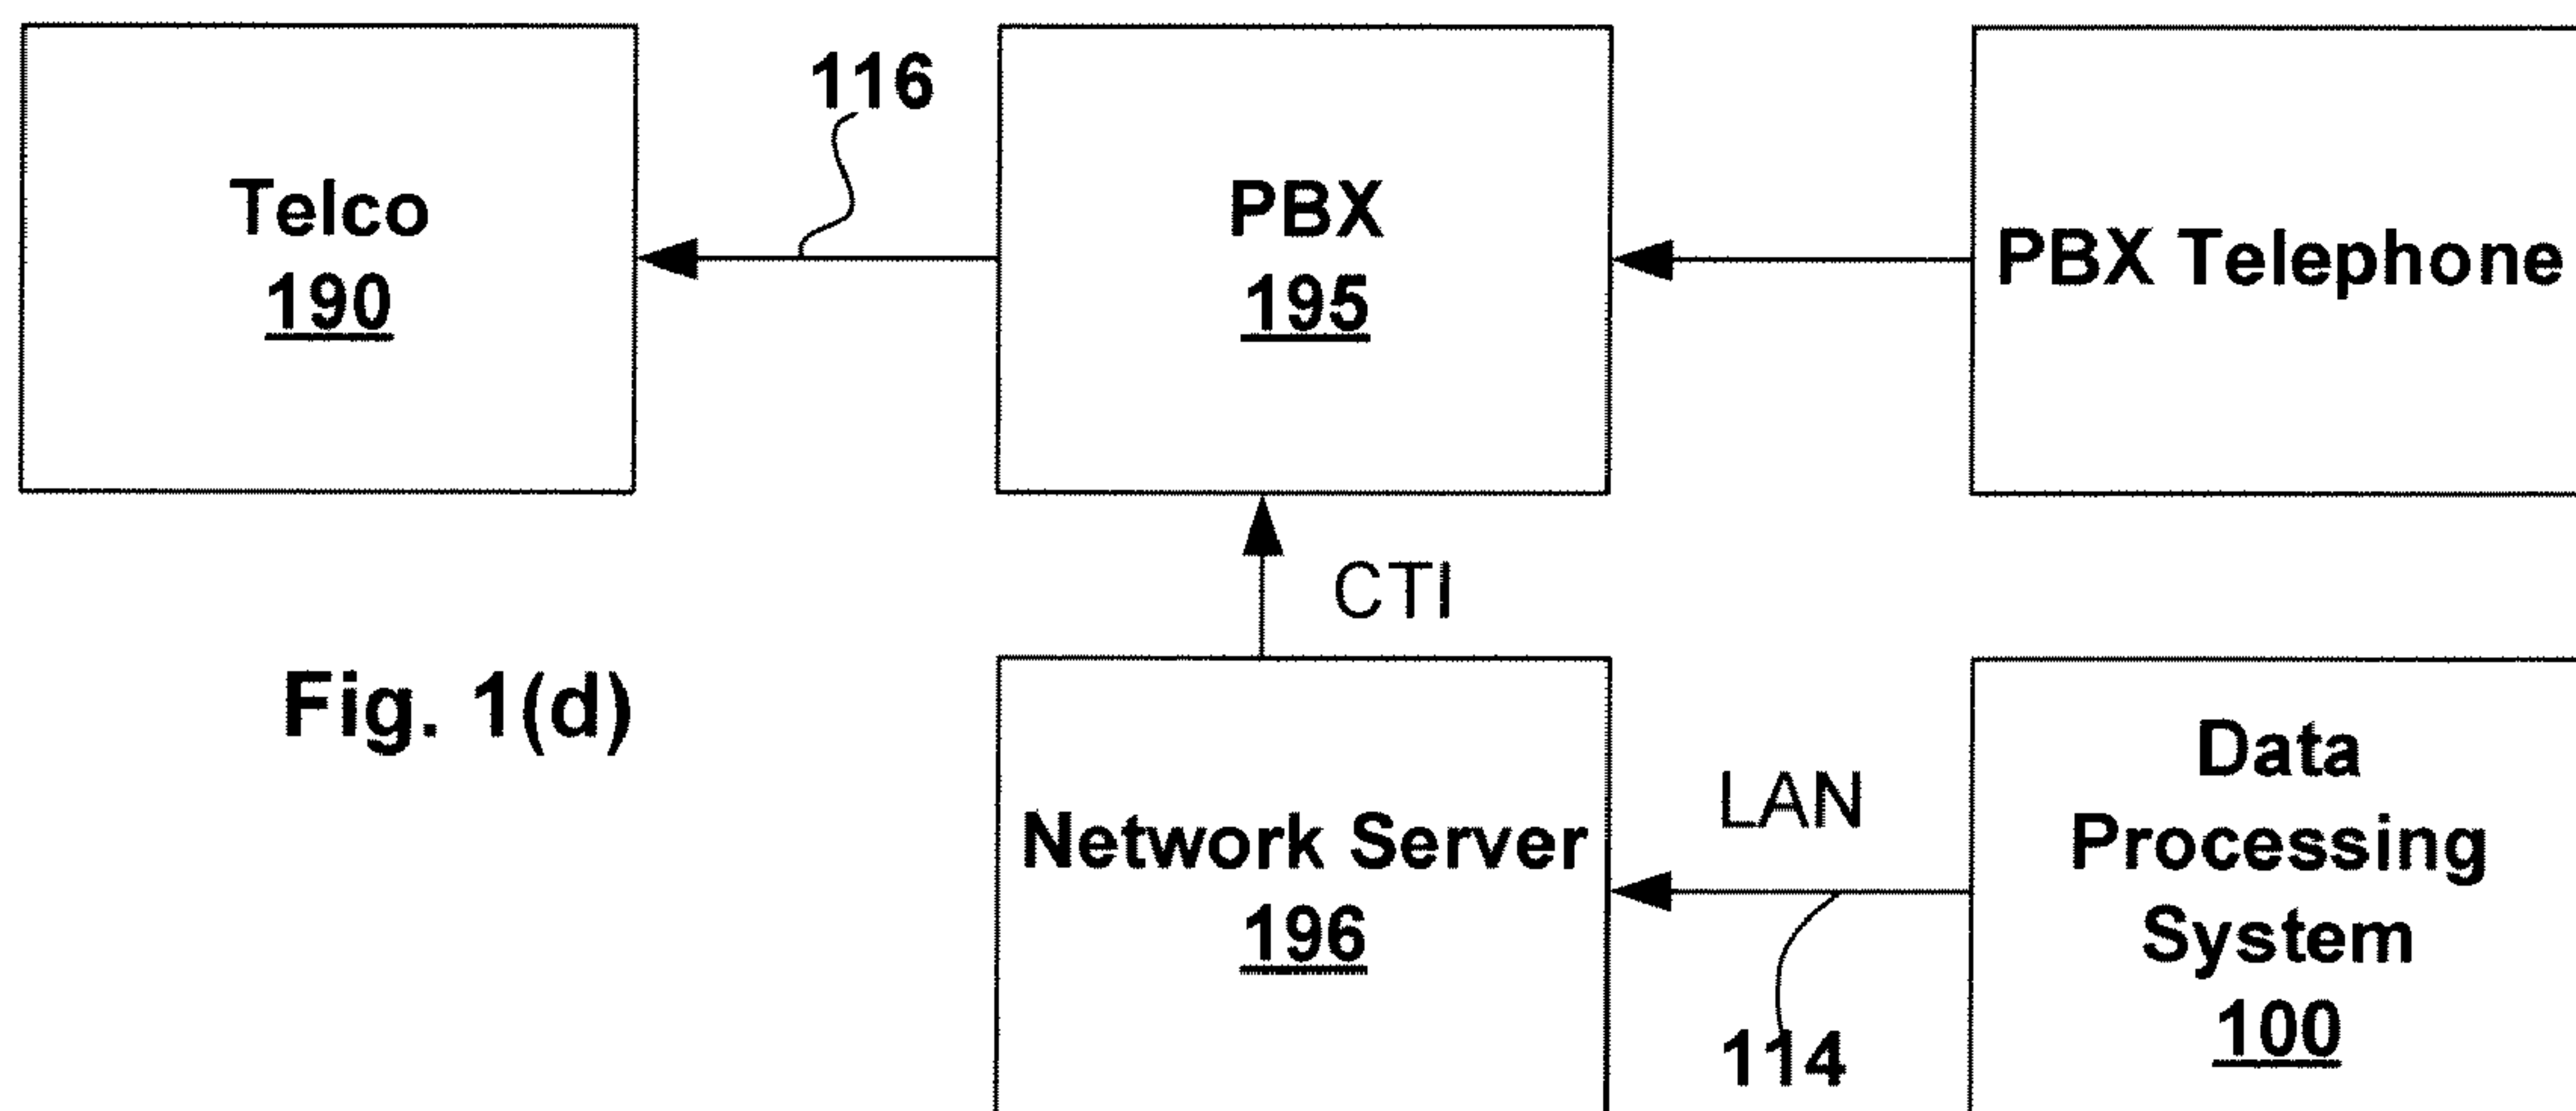 116
Telco
190
PBX
195
PBX Telephone
CTI
Fig. 1(d)
Network Server
196
LAN
114
Data
Processing
System
100